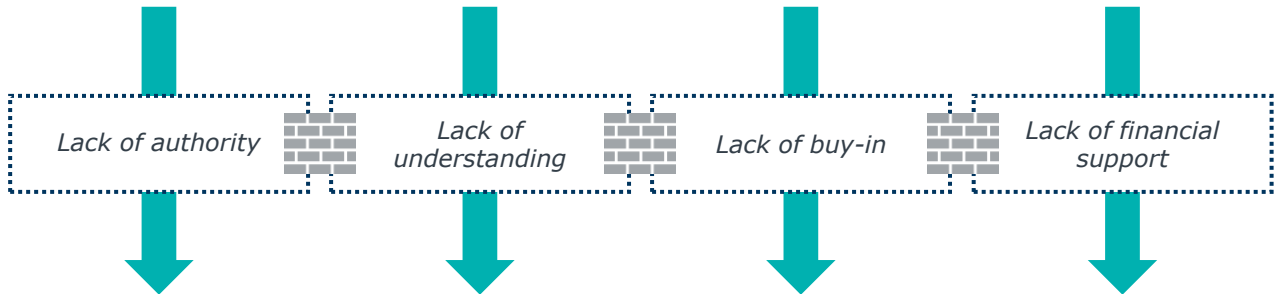 Lack of authority
Lack of
understanding
Lack of buy-in
Lack of financial
support